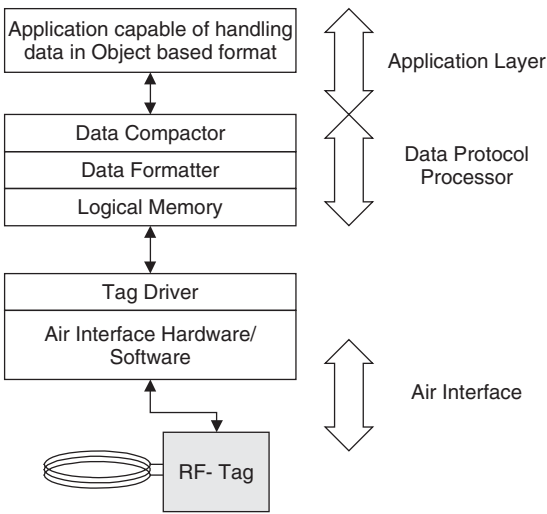 Application capable of handling
data in Object based format
Application Layer
Data Compactor
Data Formatter
Logical Memory
Data Protocol
Processor
Tag Driver
Air Interface Hardware/
Software
Air Interface
RF- Tag